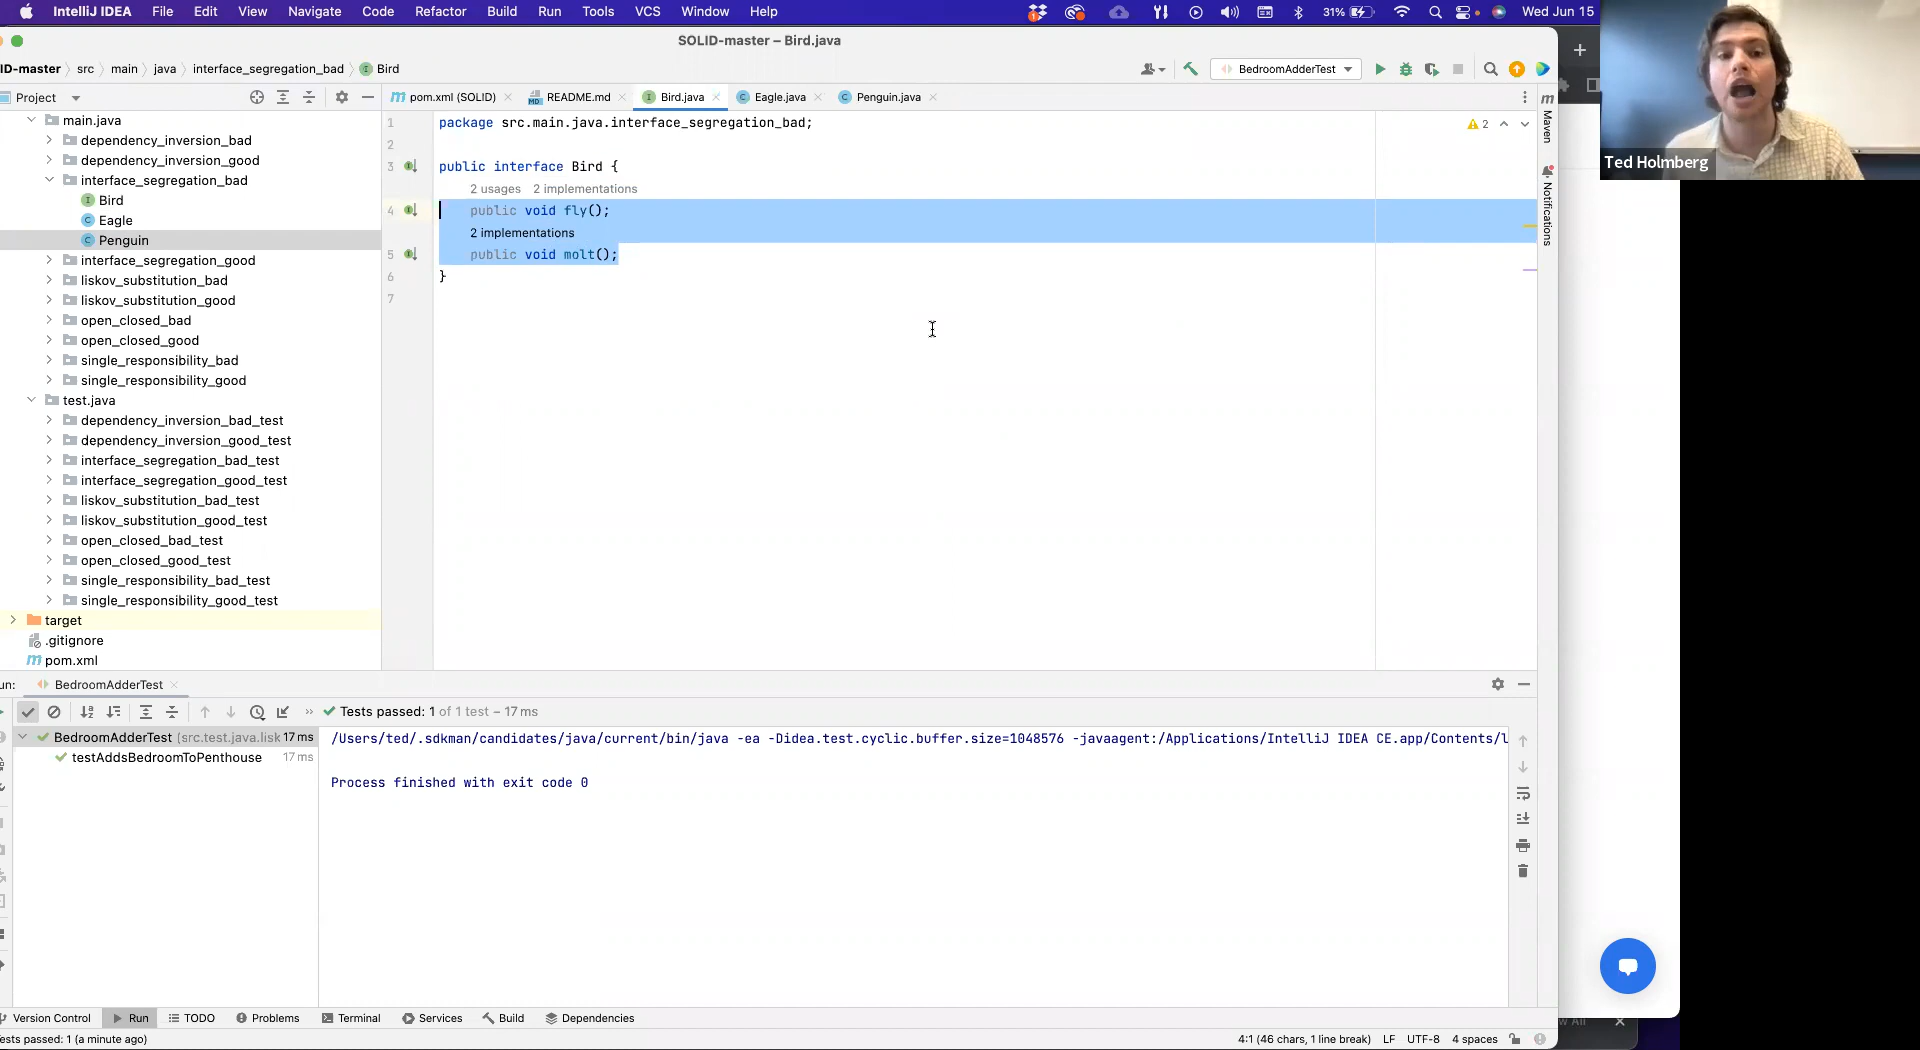 IntelliJ IDEA File Edit View Navigate Code Refactor Build Run Tools VCS Window Help 1 31% Wed Jun 15
SOLID-master – Bird.java
ID-master src main java interface_segregation_bad Bird BedroomAdderTest
Project pom.xml (SOLID) README.md Bird.java Eagle.java Penguin.java
main.java
dependency_inversion_bad
dependency_inversion_good
interface_segregation_bad
Bird
Eagle
Penguin
interface_segregation_good
liskov_substitution_bad
liskov_substitution_good
open_closed_bad
open_closed_good
single_responsibility_bad
single_responsibility_good
test.java
dependency_inversion_bad_test
dependency_inversion_good_test
interface_segregation_bad_test
interface_segregation_good_test
liskov_substitution_bad_test
liskov_substitution_good_test
open_closed_bad_test
open_closed_good_test
single_responsibility_bad_test
single_responsibility_good_test
target
.gitignore
pom.xml
1 package src.main.java.interface_segregation_bad;
2
3 public interface Bird {
2 usages 2 implementations
4 public void fly();
2 implementations
5 public void molt();
6 }
7
2
Maven
Notifications
Ted Holmberg
un: BedroomAdderTest
Tests passed: 1 of 1 test – 17 ms
BedroomAdderTest (src.test.java.lisk 17 ms
testAddsBedroomToPenthouse 17 ms
/Users/ted/.sdkman/candidates/java/current/bin/java -ea -Didea.test.cyclic.buffer.size=1048576 -javaagent:/Applications/IntelliJ IDEA CE.app/Contents/l
Process finished with exit code 0
Version Control Run TODO Problems Terminal Services Build Dependencies
ests passed: 1 (a minute ago) 4:1 (46 chars, 1 line break) LF UTF-8 4 spaces
w All